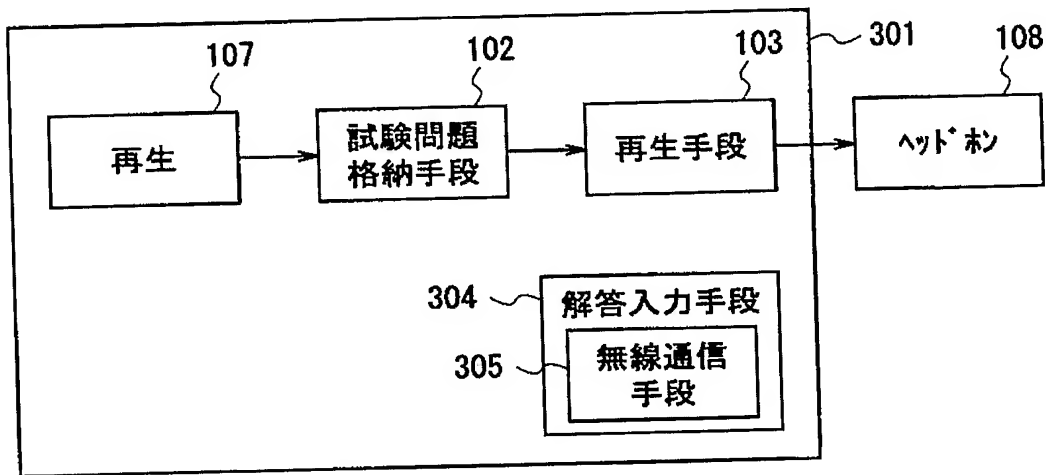 301
107
102
103
108
再生
試験問題
格納手段
再生手段
ヘッドホン
304
解答入力手段
305
無線通信
手段